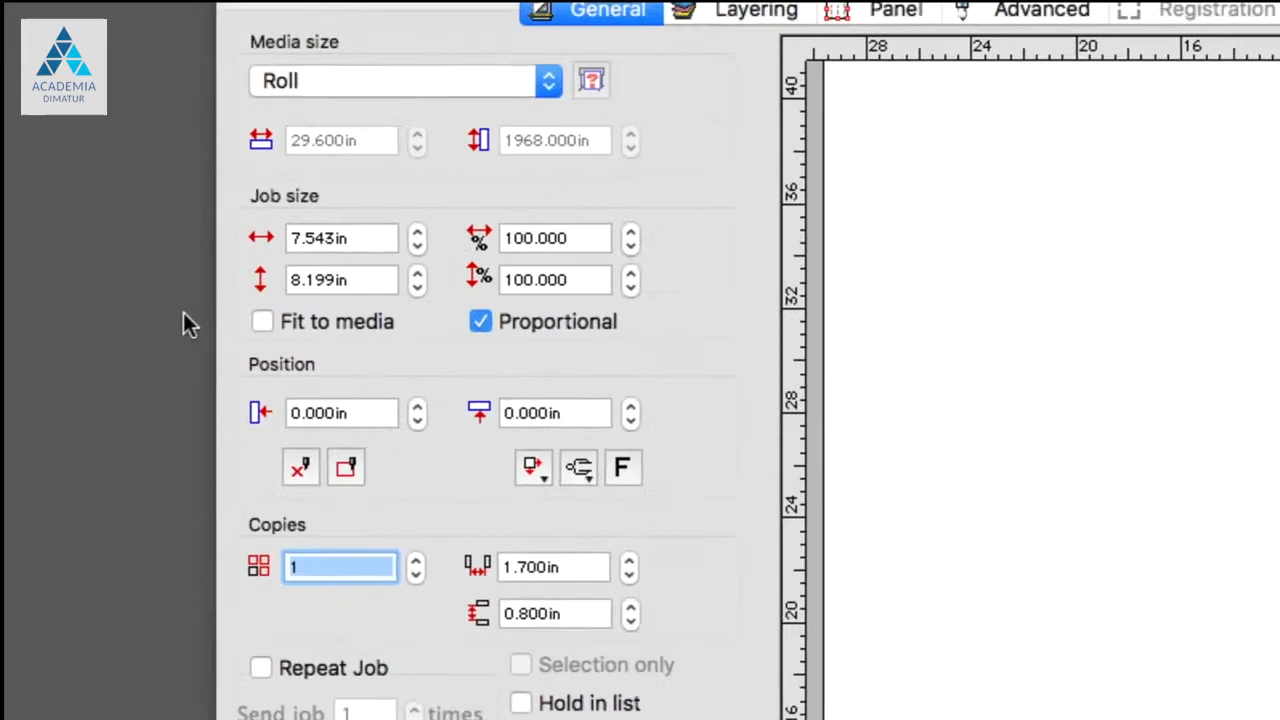 General Layering Panel Advanced Registration
ACADEMIA
DIMATUR
Media size
Roll
29.600in 1968.000in
Job size
7.543in % 100.000
8.199in % 100.000
Fit to media Proportional
Position
0.000in 0.000in
F
Copies
1 1.700in
0.800in
Repeat Job Selection only
Send job 1 times Hold in list
28 24 20 16
40
36
32
28
24
20
16